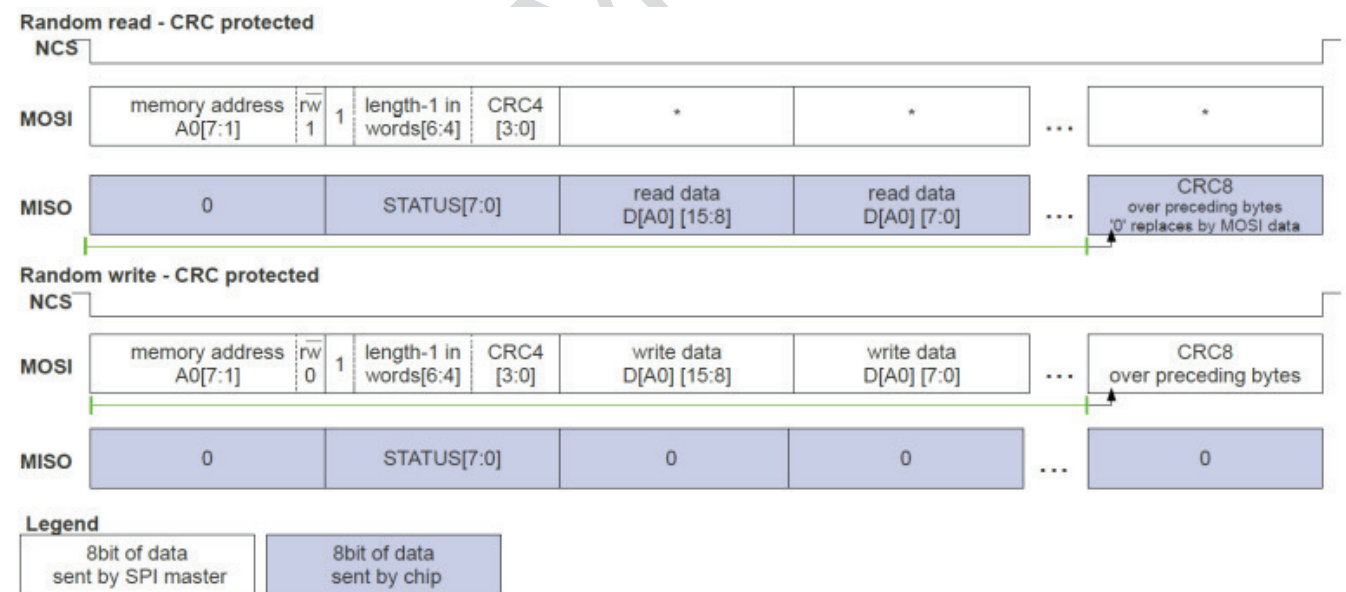 Random read - CRC protected
NCS
MOSI
memory address
A0[7:1]
rw
1
1
length-1 in
words[6:4]
CRC4
[3:0]
*
*
...
*
MISO
0
STATUS[7:0]
read data
D[A0] [15:8]
read data
D[A0] [7:0]
...
CRC8
over preceding bytes
'0' replaces by MOSI data
Random write - CRC protected
NCS
MOSI
memory address
A0[7:1]
rw
0
1
length-1 in
words[6:4]
CRC4
[3:0]
write data
D[A0] [15:8]
write data
D[A0] [7:0]
...
CRC8
over preceding bytes
MISO
0
STATUS[7:0]
0
0
...
0
Legend
8bit of data
sent by SPI master
8bit of data
sent by chip